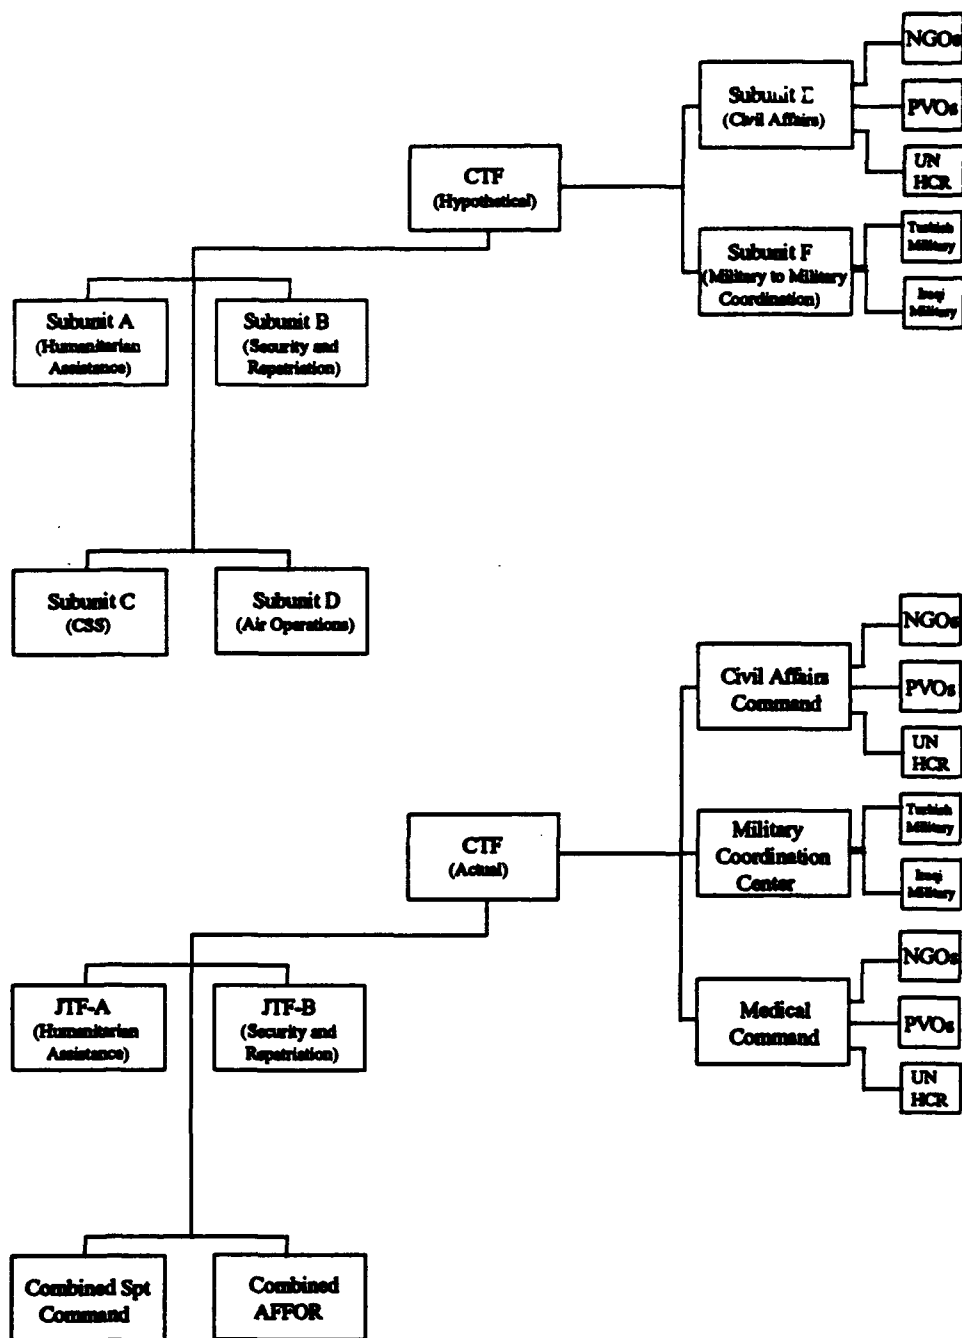 NGOs
Subunit E
(Civil Affairs)
PVOs
UN
HCR
CTF
(Hypothetical)
Turkish
Military
Subunit F
(Military to Military
Coordination)
Iraqi
Military
Subunit A
(Humanitarian
Assistance)
Subunit B
(Security and
Repatriation)
Subunit C
(CSS)
Subunit D
(Air Operations)
NGOs
Civil Affairs
Command
PVOs
UN
HCR
CTF
(Actual)
Turkish
Military
Military
Coordination
Center
Iraqi
Military
NGOs
Medical
Command
PVOs
UN
HCR
JTF-A
(Humanitarian
Assistance)
JTF-B
(Security and
Repatriation)
Combined Spt
Command
Combined
AFFOR